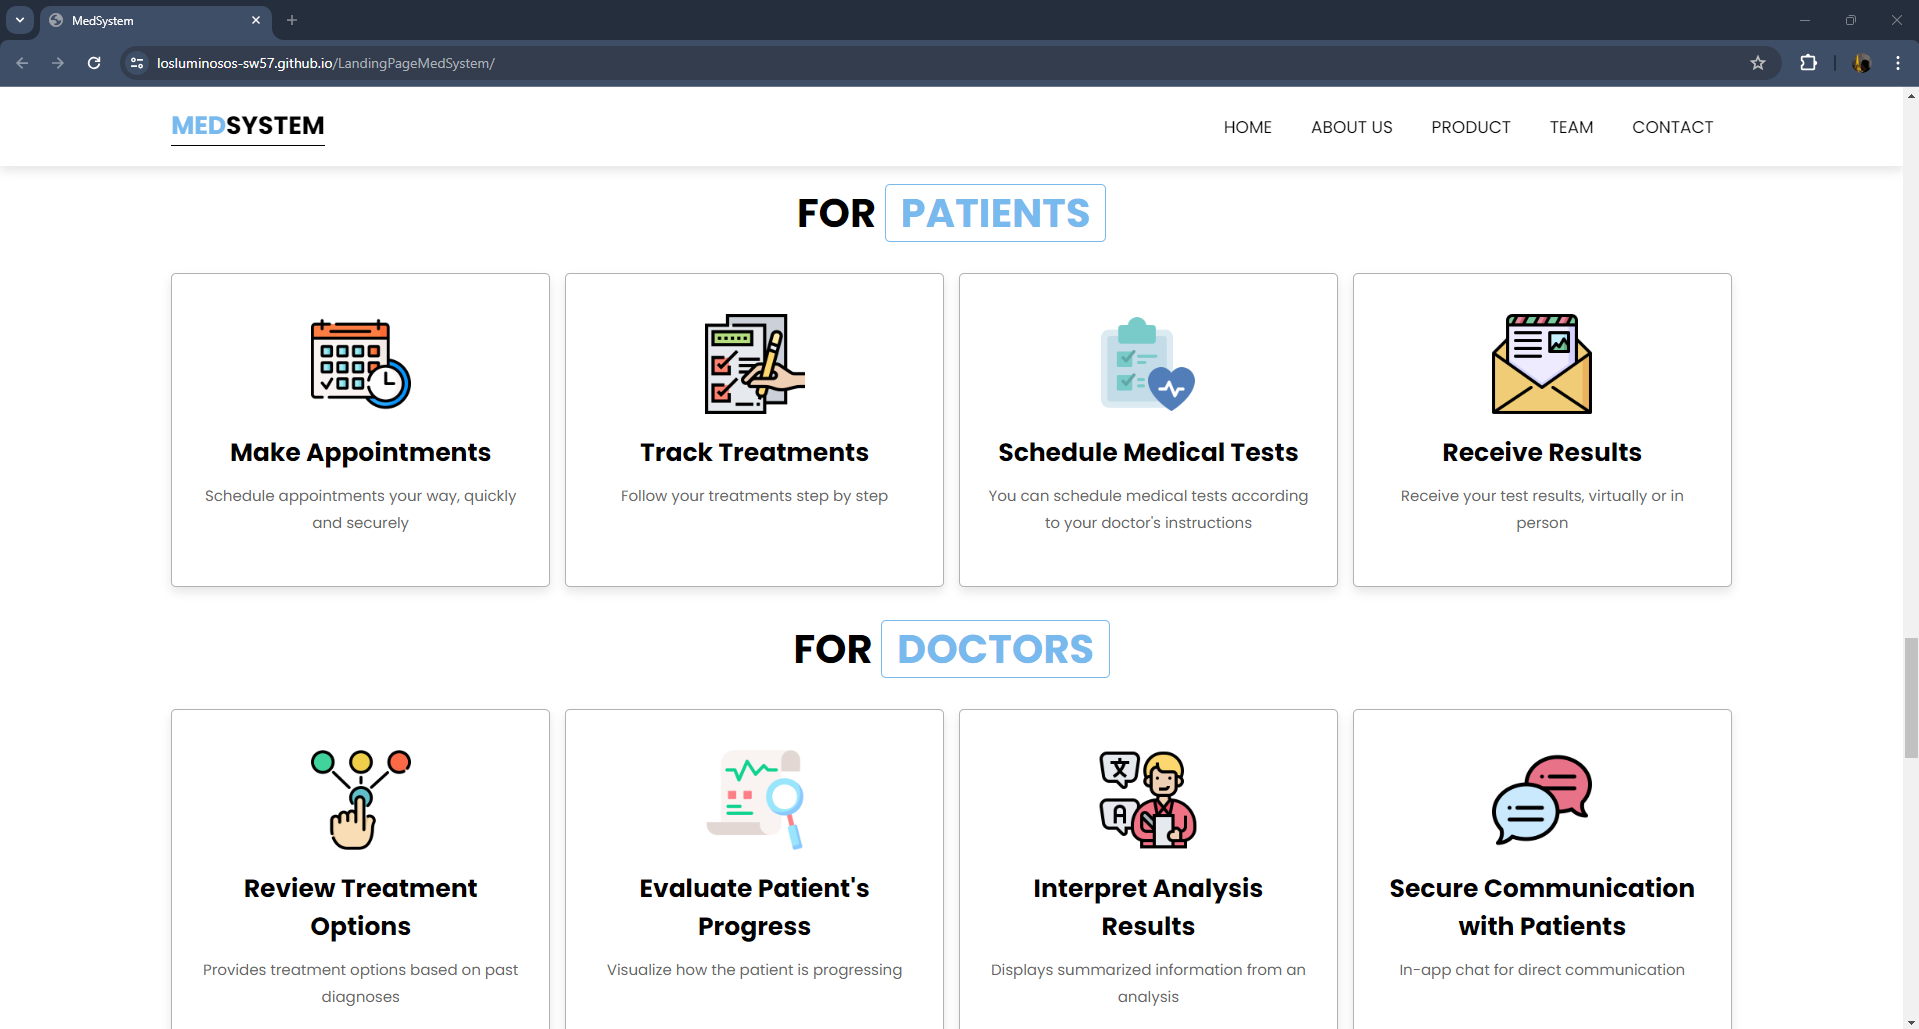 MedSystem
losluminosos-sw57.github.io/LandingPageMedSystem/
MEDSYSTEM
HOME ABOUT US PRODUCT TEAM CONTACT
FOR PATIENTS
Make Appointments
Schedule appointments your way, quickly
and securely
Track Treatments
Follow your treatments step by step
Schedule Medical Tests
You can schedule medical tests according
to your doctor's instructions
Receive Results
Receive your test results, virtually or in
person
FOR DOCTORS
Review Treatment
Options
Provides treatment options based on past
diagnoses
Evaluate Patient's
Progress
Visualize how the patient is progressing
文
A
Interpret Analysis
Results
Displays summarized information from an
analysis
Secure Communication
with Patients
In-app chat for direct communication